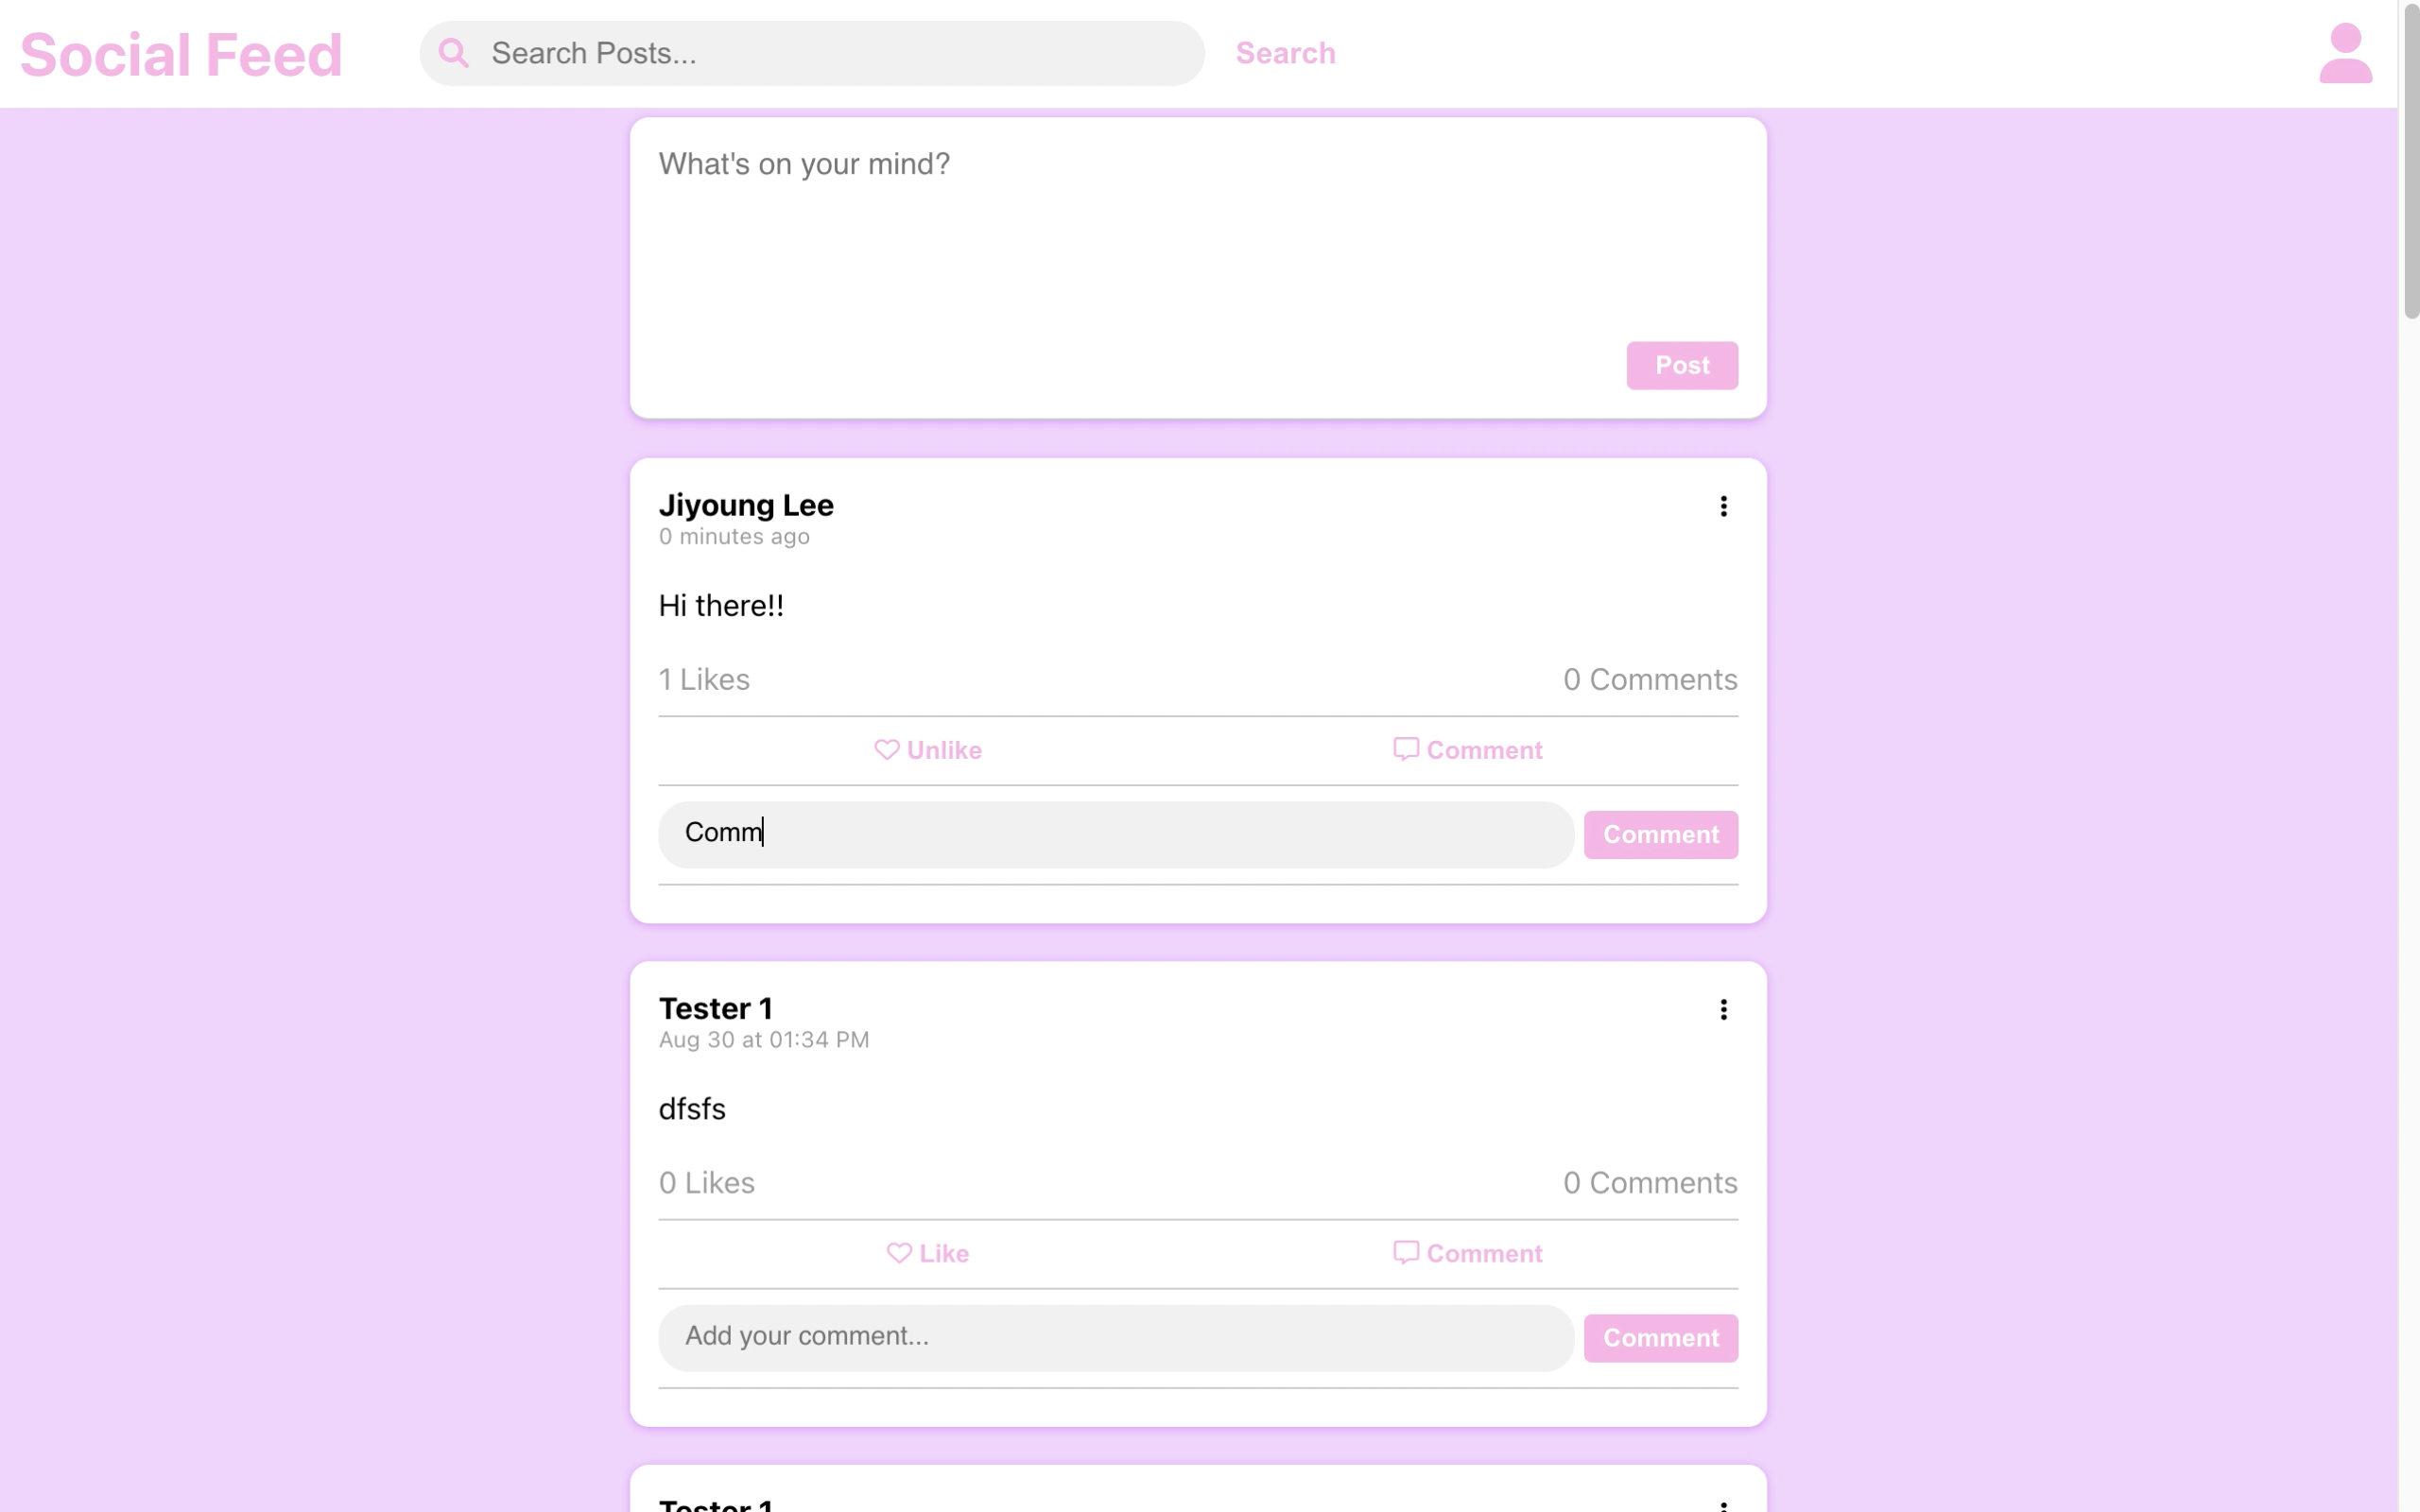 Social Feed
Search Posts...
Search
What's on your mind?
Post
Jiyoung Lee
0 minutes ago
Hi there!!
1 Likes
0 Comments
Unlike
Comment
Comm
Comment
Tester 1
Aug 30 at 01:34 PM
dfsfs
0 Likes
0 Comments
Like
Comment
Add your comment...
Comment
Tester 1